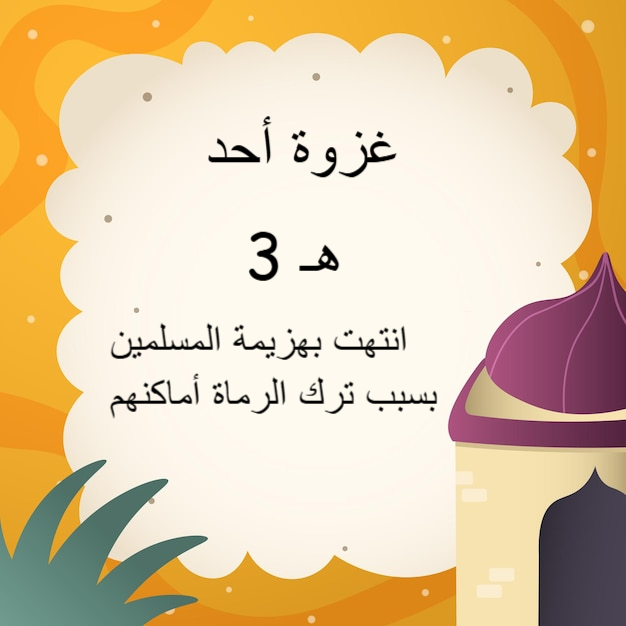 غزوة أحد
3 هـ
انتهت بهزيمة المسلمين
بسبب ترك الرماة أماكنهم